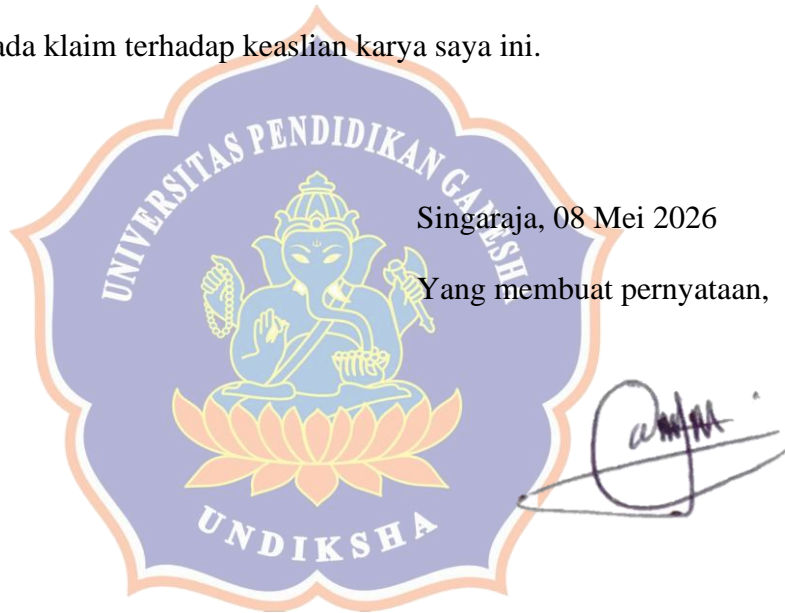 ada klaim terhadap keaslian karya saya ini.
UNIVERSITAS PENDIDIKAN GANESHA
Singaraja, 08 Mei 2026
Yang membuat pernyataan,
UNDIKSHA